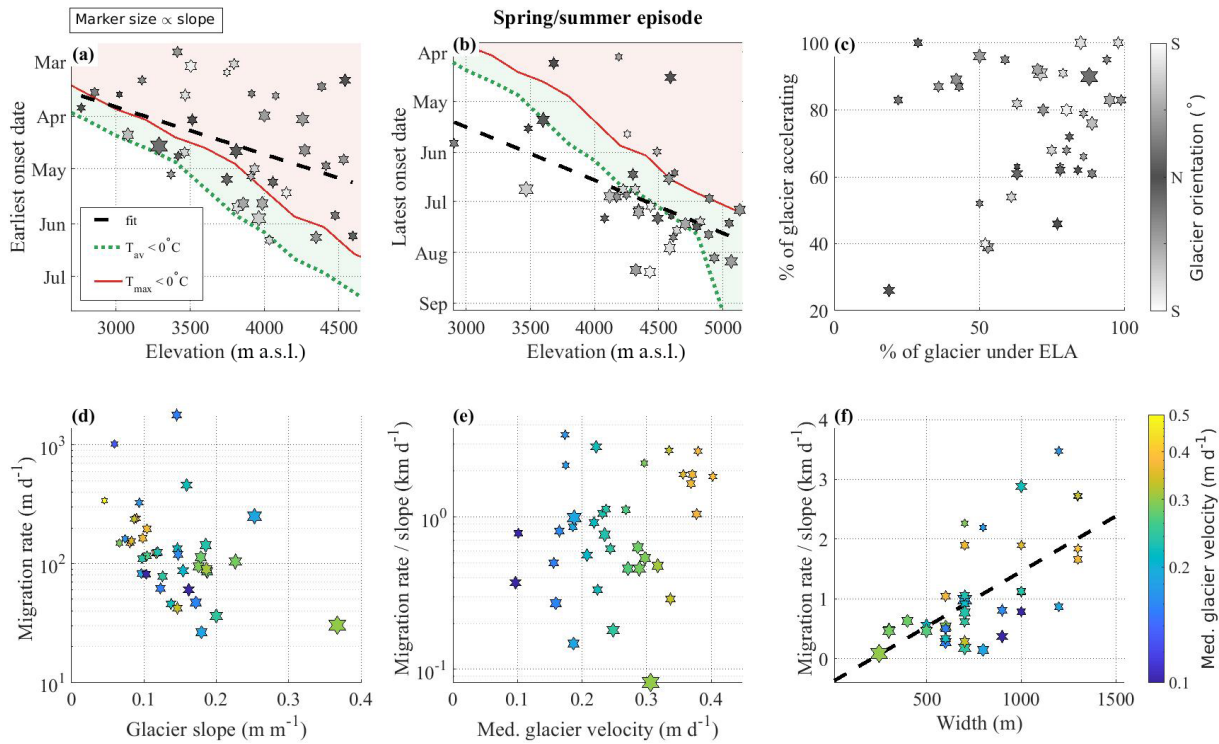 Marker size ∝ slope
Spring/summer episode
(a)
Earliest onset date
Mar
Apr
May
Jun
Jul
fit
T_av < 0°C
T_max < 0°C
3000 3500 4000 4500
Elevation (m a.s.l.)
(b)
Latest onset date
Apr
May
Jun
Jul
Aug
Sep
3000 3500 4000 4500 5000
Elevation (m a.s.l.)
(c)
% of glacier accelerating
100
80
60
40
20
0 50 100
% of glacier under ELA
S
N
S
Glacier orientation (°)
(d)
Migration rate (m d⁻¹)
10³
10²
10¹
0 0.1 0.2 0.3 0.4
Glacier slope (m m⁻¹)
(e)
Migration rate / slope (km d⁻¹)
10⁰
10⁻¹
0 0.1 0.2 0.3 0.4
Med. glacier velocity (m d⁻¹)
(f)
Migration rate / slope (km d⁻¹)
4
3
2
1
0
500 1000 1500
Width (m)
0.5
0.4
0.3
0.2
0.1
Med. glacier velocity (m d⁻¹)